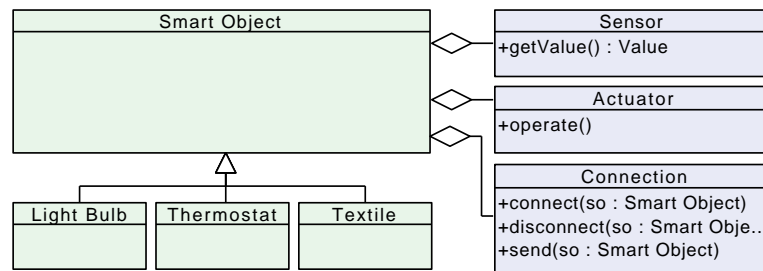 Smart Object
Sensor
+getValue() : Value
Actuator
+operate()
Connection
+connect(so : Smart Object)
+disconnect(so : Smart Obje..
+send(so : Smart Object)
Light Bulb
Thermostat
Textile